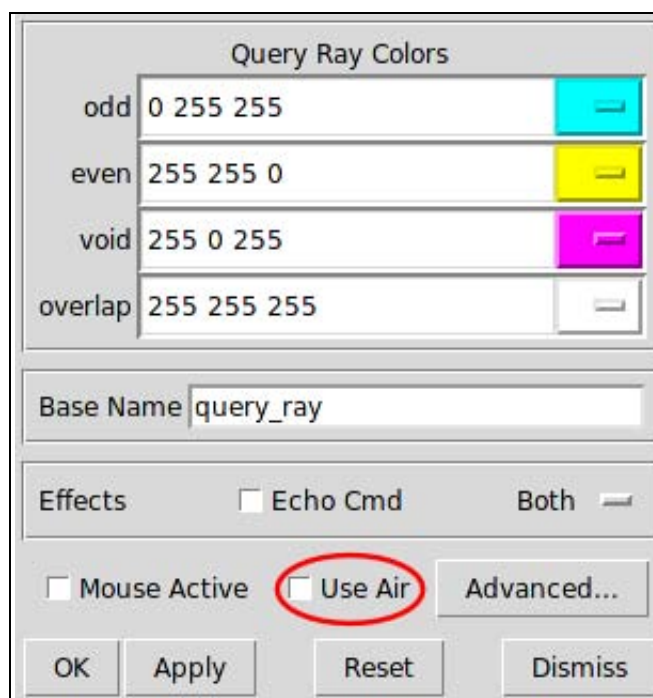 Query Ray Colors
odd 0 255 255
even 255 255 0
void 255 0 255
overlap 255 255 255
Base Name query_ray
Effects Echo Cmd Both
Mouse Active Use Air Advanced...
OK Apply Reset Dismiss